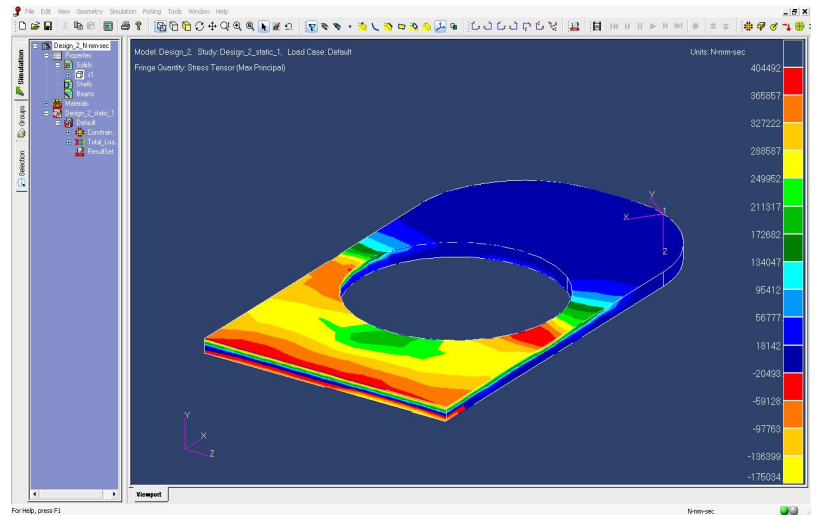 File Edit View Geometry Simulation Picking Tools Window Help
Simulation
Groups
Selection
Design_2_N-mm-sec
Properties
Solids
s1
Shells
Beams
Materials
Design_2_static_1
Default
Constrain...
Total_Loa...
ResultSet
Model: Design_2, Study: Design_2_static_1, Load Case: Default
Units: N-mm-sec
Fringe Quantity: Stress Tensor (Max Principal)
404492
365857
327222
288587
249952
211317
172682
134047
95412
56777
18142
-20493
-59128
-97763
-136399
-175034
Y
X
1
Z
Y
X
Z
Viewport
For Help, press F1
N-mm-sec